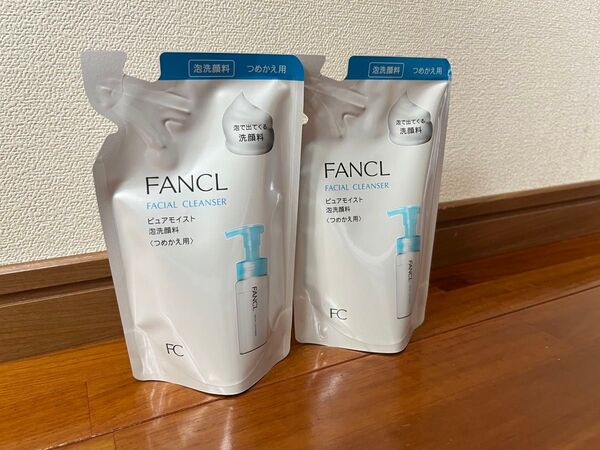 泡洗顔料 つめかえ用
泡で出てくる
洗顔料
FANCL
FACIAL CLEANSER
ピュアモイスト
泡洗顔料
〈つめかえ用〉
FANCL
FC
泡洗顔料 つめかえ用
泡で出てくる
洗顔料
FANCL
FACIAL CLEANSER
ピュアモイスト
泡洗顔料
〈つめかえ用〉
FANCL
FC